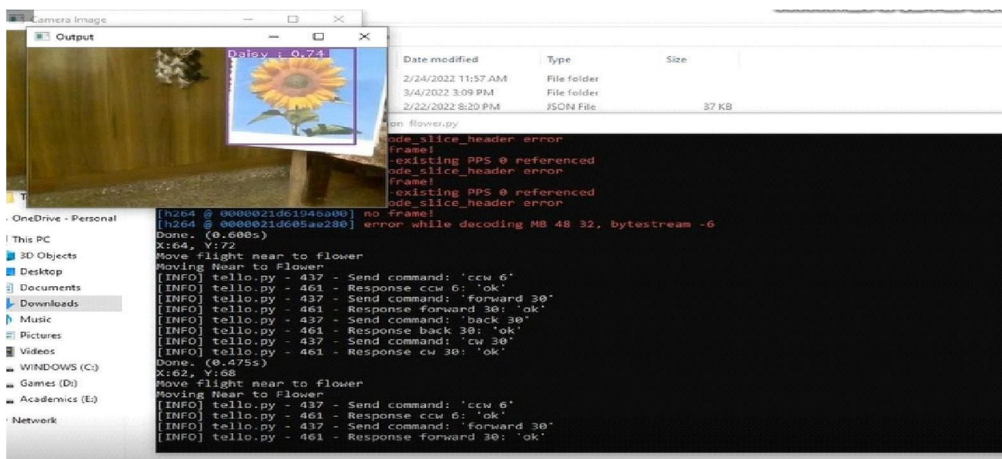 Camera Image
Output
Daisy : 0.74
Date modified Type Size
2/24/2022 11:57 AM File folder
3/4/2022 3:09 PM File folder
2/22/2022 8:20 PM JSON File 37 KB
flower.py
ode_slice_header error
frame!
-existing PPS 0 referenced
ode_slice_header error
frame!
-existing PPS 0 referenced
ode_slice_header error
[h264 @ 0000021d61946a00] no frame!
[h264 @ 0000021d605ae280] error while decoding MB 48 32, bytestream -6
Done. (0.600s)
X:64, Y:72
Move flight near to flower
Moving Near to Flower
[INFO] tello.py - 437 - Send command: 'ccw 6'
[INFO] tello.py - 461 - Response ccw 6: 'ok'
[INFO] tello.py - 437 - Send command: 'forward 30'
[INFO] tello.py - 461 - Response forward 30: 'ok'
[INFO] tello.py - 437 - Send command: 'back 30'
[INFO] tello.py - 461 - Response back 30: 'ok'
[INFO] tello.py - 437 - Send command: 'cw 30'
[INFO] tello.py - 461 - Response cw 30: 'ok'
Done. (0.475s)
X:62, Y:68
Move flight near to flower
Moving Near to Flower
[INFO] tello.py - 437 - Send command: 'ccw 6'
[INFO] tello.py - 461 - Response ccw 6: 'ok'
[INFO] tello.py - 437 - Send command: 'forward 30'
[INFO] tello.py - 461 - Response forward 30: 'ok'
OneDrive - Personal
This PC
3D Objects
Desktop
Documents
Downloads
Music
Pictures
Videos
WINDOWS (C:)
Games (D:)
Academics (E:)
Network